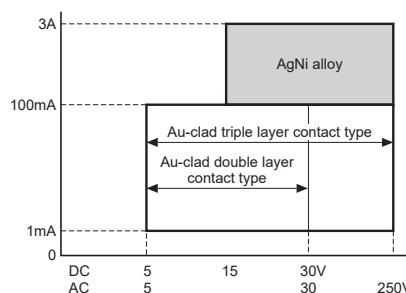 3A
AgNi alloy
100mA
Au-clad triple layer contact type
Au-clad double layer
contact type
1mA
0
DC 5 15 30V
AC 5 30 250V